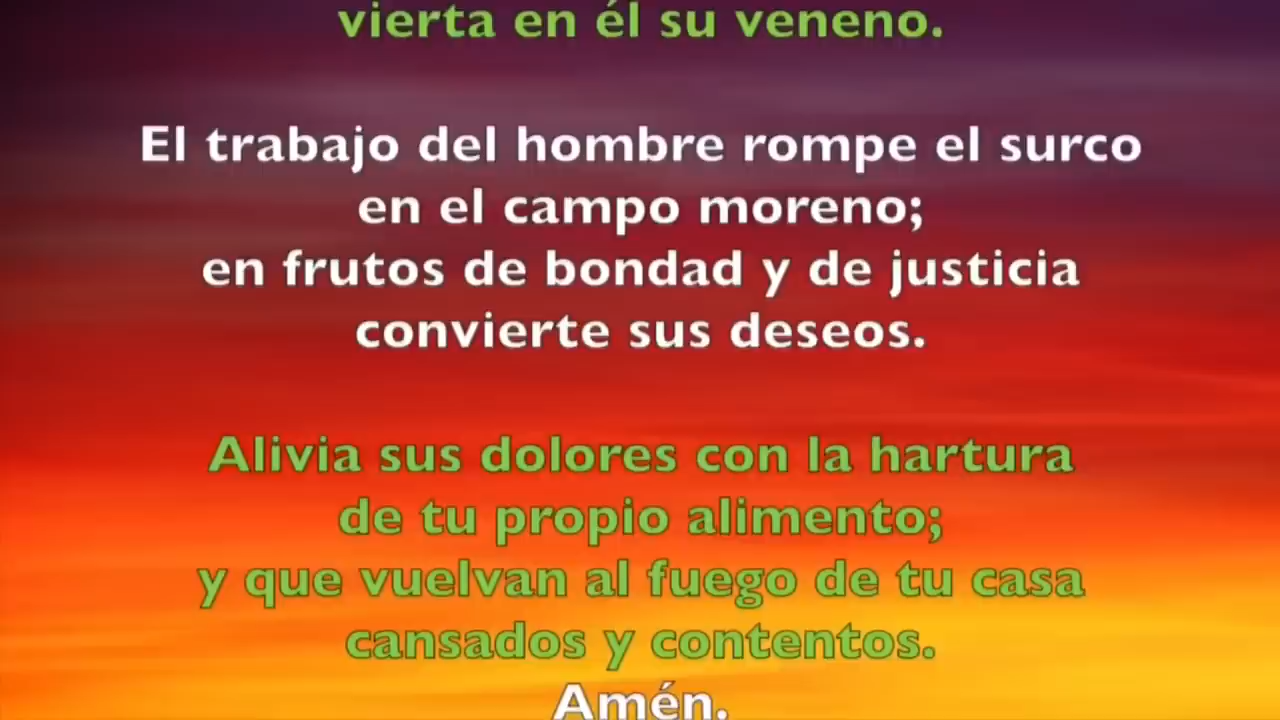 vierta en él su veneno.
El trabajo del hombre rompe el surco
en el campo moreno;
en frutos de bondad y de justicia
convierte sus deseos.
Alivia sus dolores con la hartura
de tu propio alimento;
y que vuelvan al fuego de tu casa
cansados y contentos.
Amén.